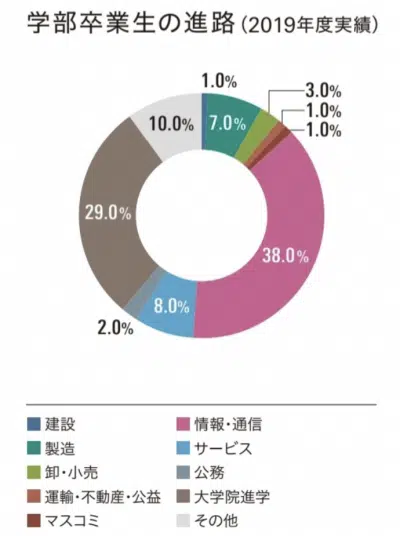 学部卒業生の進路(2019年度実績)
1.0%
7.0%
3.0%
1.0%
1.0%
38.0%
8.0%
2.0%
29.0%
10.0%
建設
製造
卸・小売
運輸・不動産・公益
マスコミ
情報・通信
サービス
公務
大学院進学
その他